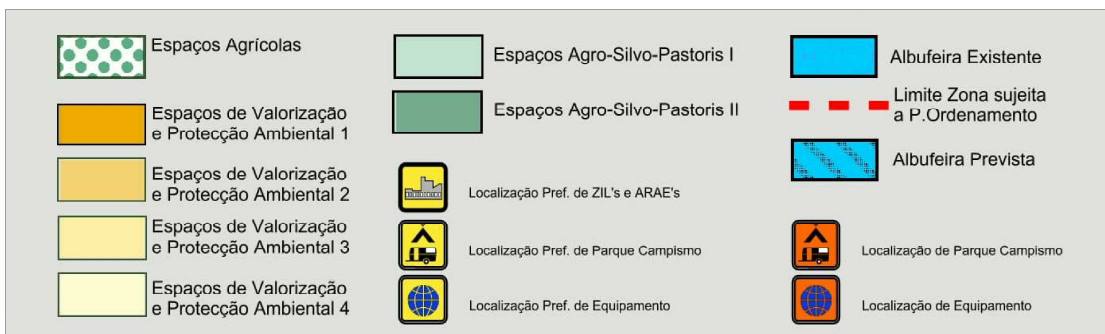 Espaços Agrícolas
Espaços de Valorização
e Protecção Ambiental 1
Espaços de Valorização
e Protecção Ambiental 2
Espaços de Valorização
e Protecção Ambiental 3
Espaços de Valorização
e Protecção Ambiental 4
Espaços Agro-Silvo-Pastoris I
Espaços Agro-Silvo-Pastoris II
Localização Pref. de ZIL's e ARAE's
Localização Pref. de Parque Campismo
Localização Pref. de Equipamento
Albufeira Existente
Limite Zona sujeita
a P.Ordenamento
Albufeira Prevista
Localização de Parque Campismo
Localização de Equipamento